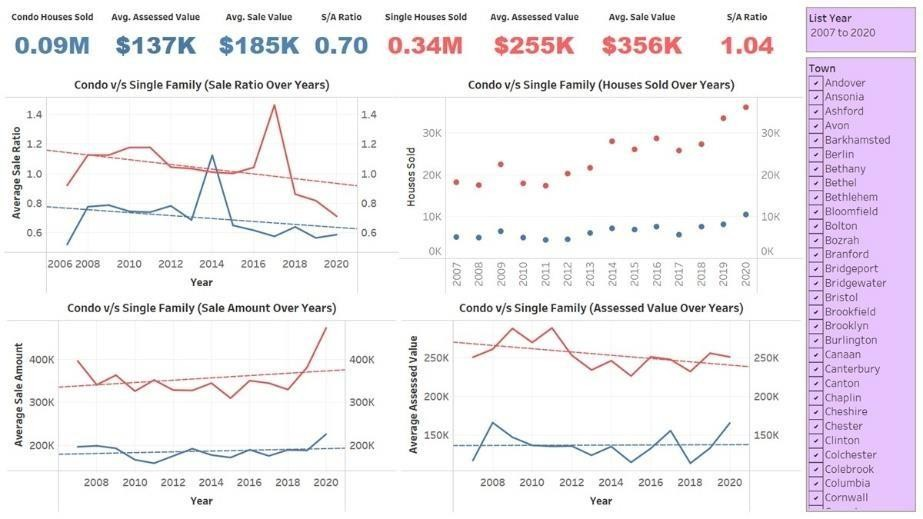 Condo Houses Sold Avg. Assessed Value Avg. Sale Value S/A Ratio Single Houses Sold Avg. Assessed Value Avg. Sale Value S/A Ratio
0.09M $137K $185K 0.70 0.34M $255K $356K 1.04
List Year
2007 to 2020
Condo v/s Single Family (Sale Ratio Over Years)
Average Sale Ratio
1.4 1.4
1.2 1.2
1.0 1.0
0.8 0.8
0.6 0.6
2006 2008 2010 2012 2014 2016 2018 2020
Year
Condo v/s Single Family (Houses Sold Over Years)
Houses Sold
30K 30K
20K 20K
10K 10K
0K 0K
2007 2008 2009 2010 2011 2012 2013 2014 2015 2016 2017 2018 2019 2020
Condo v/s Single Family (Sale Amount Over Years)
Average Sale Amount
400K 400K
300K 300K
200K 200K
2008 2010 2012 2014 2016 2018 2020
Year
Condo v/s Single Family (Assessed Value Over Years)
Average Assessed Value
250K 250K
200K 200K
150K 150K
2008 2010 2012 2014 2016 2018 2020
Year
Town
Andover
Ansonia
Ashford
Avon
Barkhamsted
Berlin
Bethany
Bethel
Bethlehem
Bloomfield
Bolton
Bozrah
Branford
Bridgeport
Bridgewater
Bristol
Brookfield
Brooklyn
Burlington
Canaan
Canterbury
Canton
Chaplin
Cheshire
Chester
Clinton
Colchester
Colebrook
Columbia
Cornwall